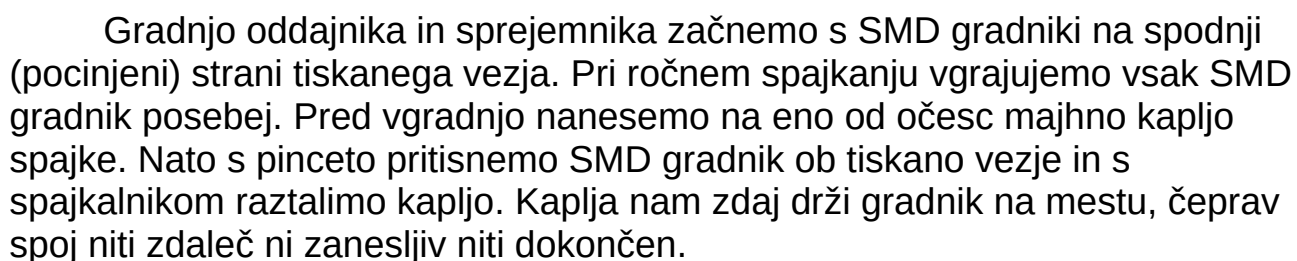 Gradnjo oddajnika in sprejemnika začnemo s SMD gradniki na spodnji
(pocinjeni) strani tiskanega vezja. Pri ročnem spajkanju vgrajujemo vsak SMD
gradnik posebej. Pred vgradnjo nanesemo na eno od očesc majhno kapljo
spajke. Nato s pinceto pritisnemo SMD gradnik ob tiskano vezje in s
spajkalnikom raztalimo kapljo. Kaplja nam zdaj drži gradnik na mestu, čeprav
spoj niti zdaleč ni zanesljiv niti dokončen.